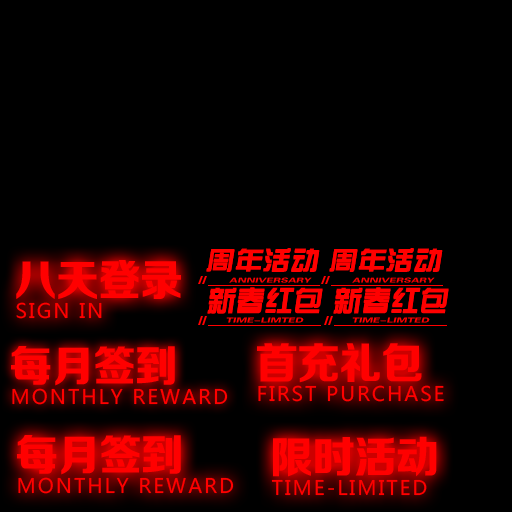 八天登录
SIGN IN
周年活动
// ANNIVERSARY
周年活动
// ANNIVERSARY
新春红包
// TIME-LIMTED
新春红包
// TIME-LIMTED
每月签到
MONTHLY REWARD
首充礼包
FIRST PURCHASE
每月签到
MONTHLY REWARD
限时活动
TIME-LIMITED